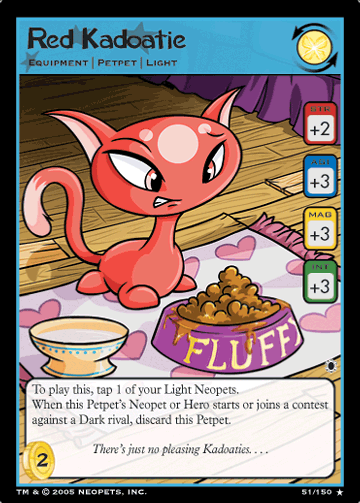 Red Kadoatie
EQUIPMENT | PETPET | LIGHT
STR
+2
AGI
+3
MAG
+3
INT
+3
FLUFF
To play this, tap 1 of your Light Neopets.
When this Petpet's Neopet or Hero starts or joins a contest
against a Dark rival, discard this Petpet.
There's just no pleasing Kadoaties. . . .
2
TM & © 2005 NEOPETS, INC.
51/150 ★